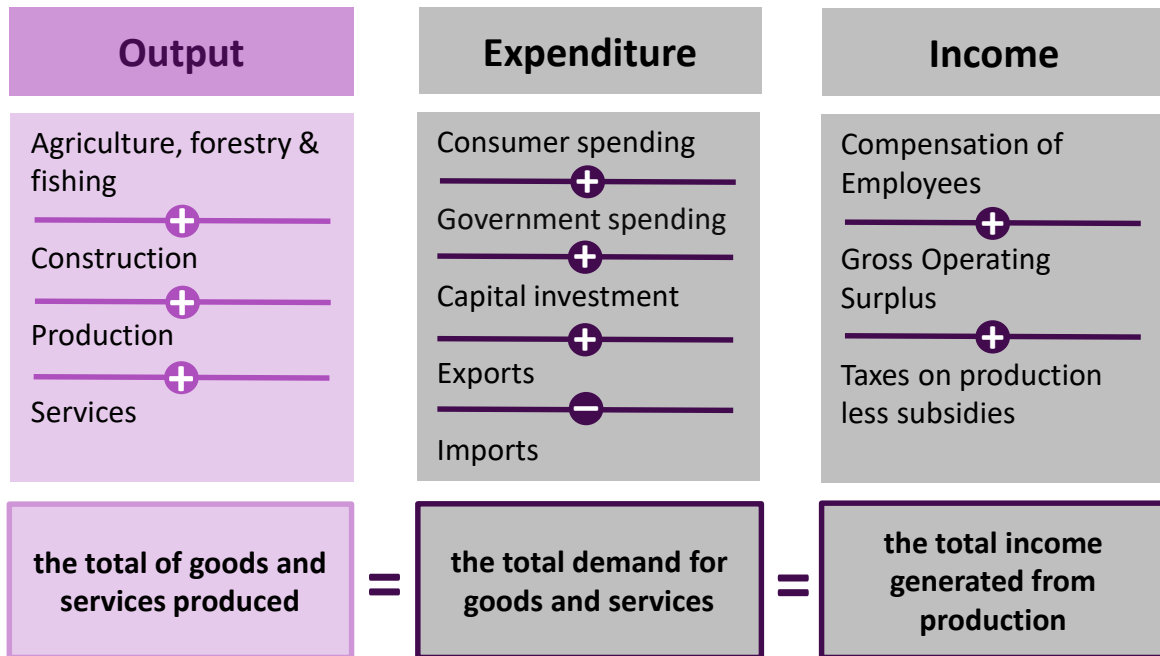 Output
Agriculture, forestry &
fishing
+
Construction
+
Production
+
Services
the total of goods and
services produced
=
Expenditure
Consumer spending
+
Government spending
+
Capital investment
+
Exports
−
Imports
the total demand for
goods and services
=
Income
Compensation of
Employees
+
Gross Operating
Surplus
+
Taxes on production
less subsidies
the total income
generated from
production